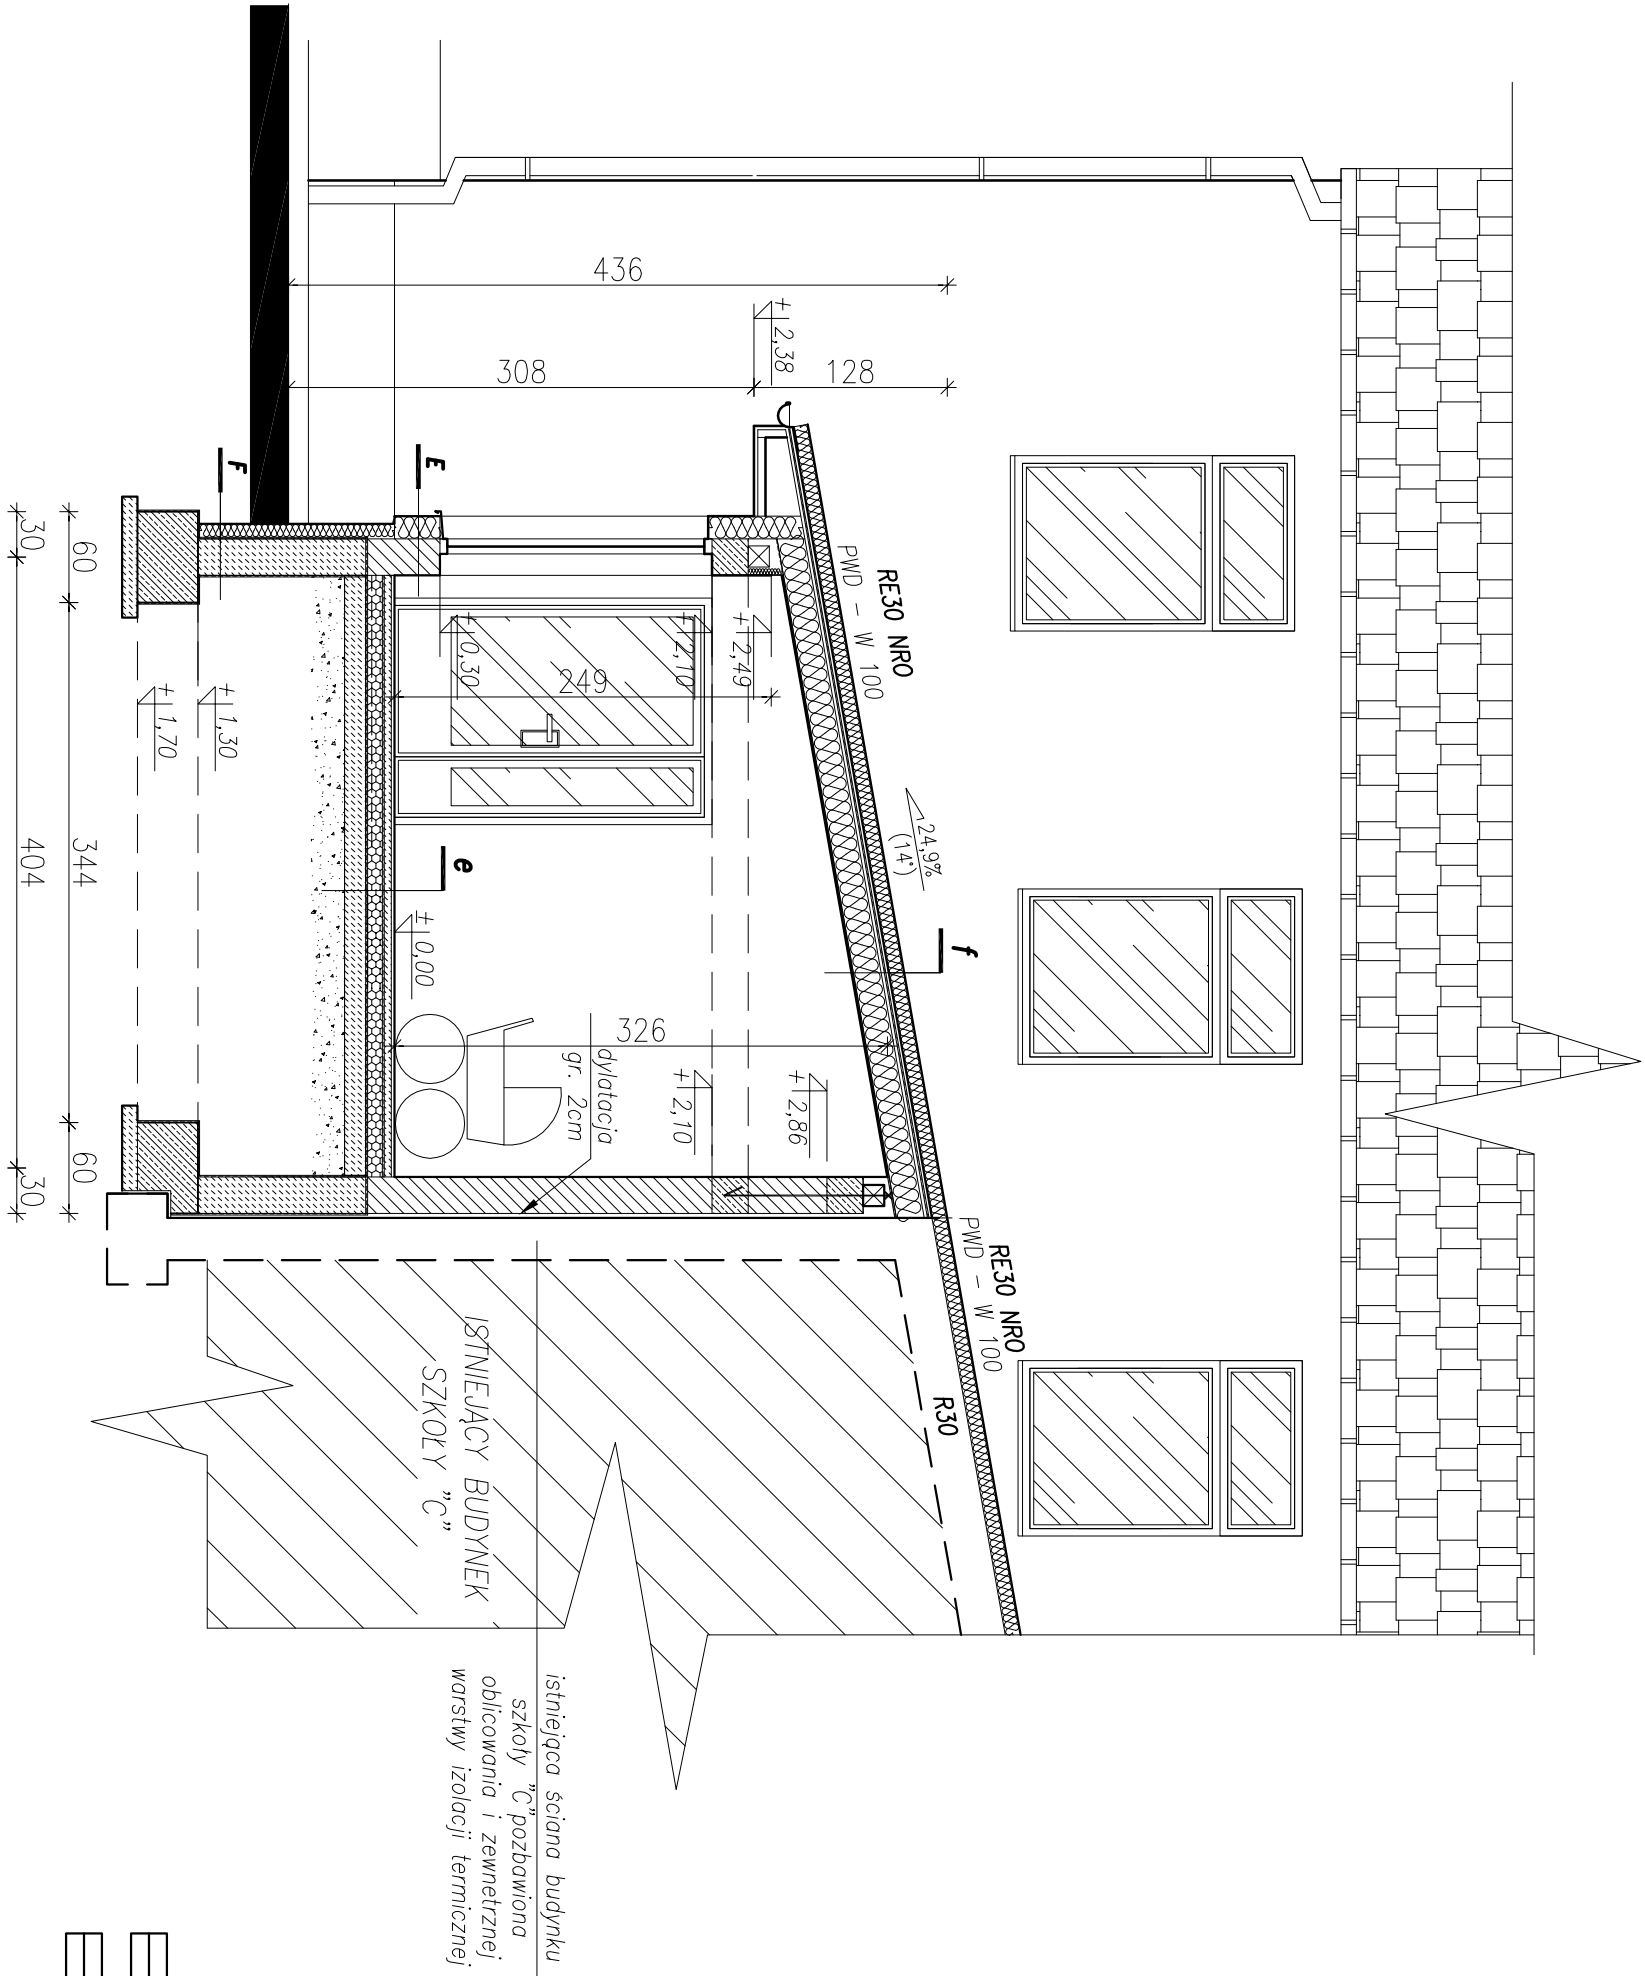 436
308
128
+ 2,38
RE30 NRO
PWD - W 100
24,9%
(14°)
f
RE30 NRO
PWD - W 100
R30
E
F
e
+ 0,30
+ 2,10
+ 2,49
249
± 0,00
326
dylatacja
gr. 2cm
+ 2,10
+ 2,86
+ 1,30
+ 1,70
60
344
60
30
404
30
ISTNIEJĄCY BUDYNEK
SZKOŁY "C"
istniejąca ściana budynku
szkoły "C" pozbawiona
oblicowania i zewnetrznej
warstwy izolacji termicznej